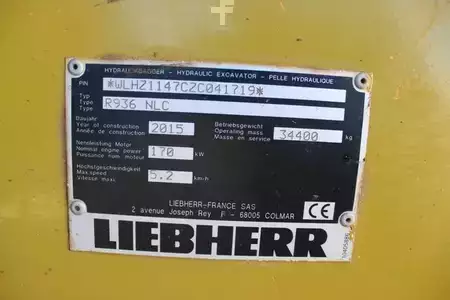 HYDRAULIKBAGGER - HYDRAULIC EXCAVATOR - PELLE HYDRAULIQUE
PIN *WLHZ1147CZC041719*
Typ
Type R936 NLC
Type
Baujahr
Year of construction 2015
Année de construction
Betriebsgewicht
Operating mass 34400 kg
Masse en service
Nennleistung Motor
Nominal engine power 170 kW
Puissance nom moteur
Höchstgeschwindigkeit
Max speed 5.2 km/h
Vitesse maxi
LIEBHERR-FRANCE SAS
2 avenue Joseph Rey F - 68005 COLMAR
CE
LIEBHERR